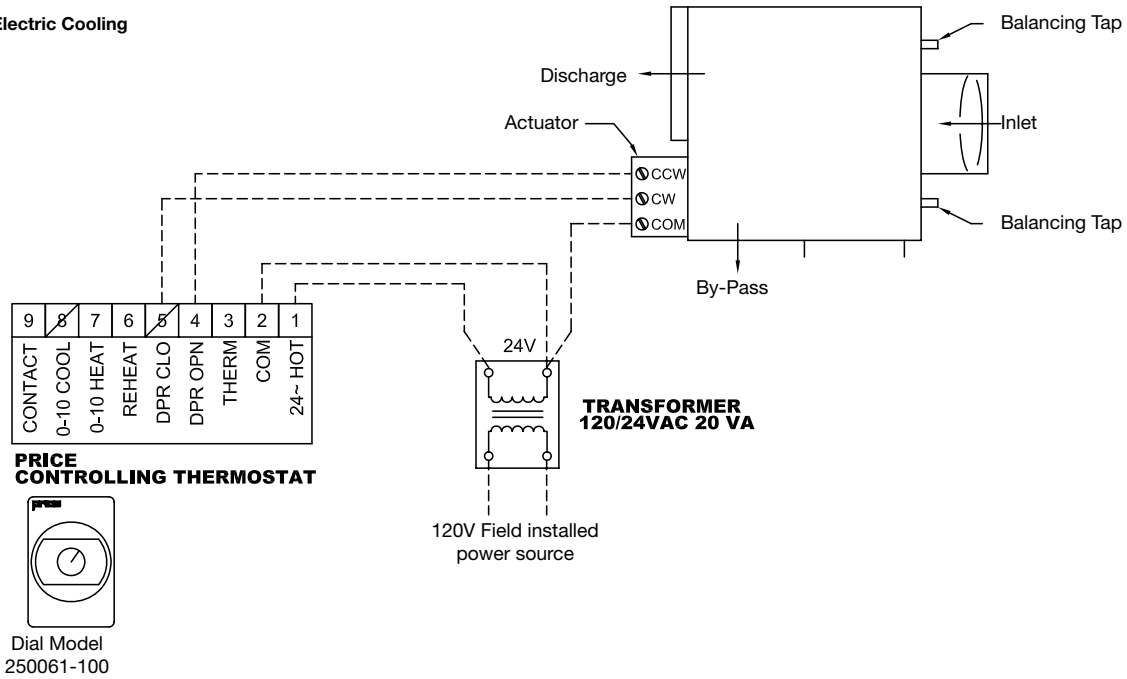 Electric Cooling
Balancing Tap
Discharge
Actuator
Inlet
CCW
CW
COM
Balancing Tap
By-Pass
9 8 7 6 5 4 3 2 1
CONTACT
0-10 COOL
0-10 HEAT
REHEAT
DPR CLO
DPR OPN
THERM
COM
24~ HOT
24V
TRANSFORMER
120/24VAC 20 VA
PRICE
CONTROLLING THERMOSTAT
120V Field installed
power source
Dial Model
250061-100